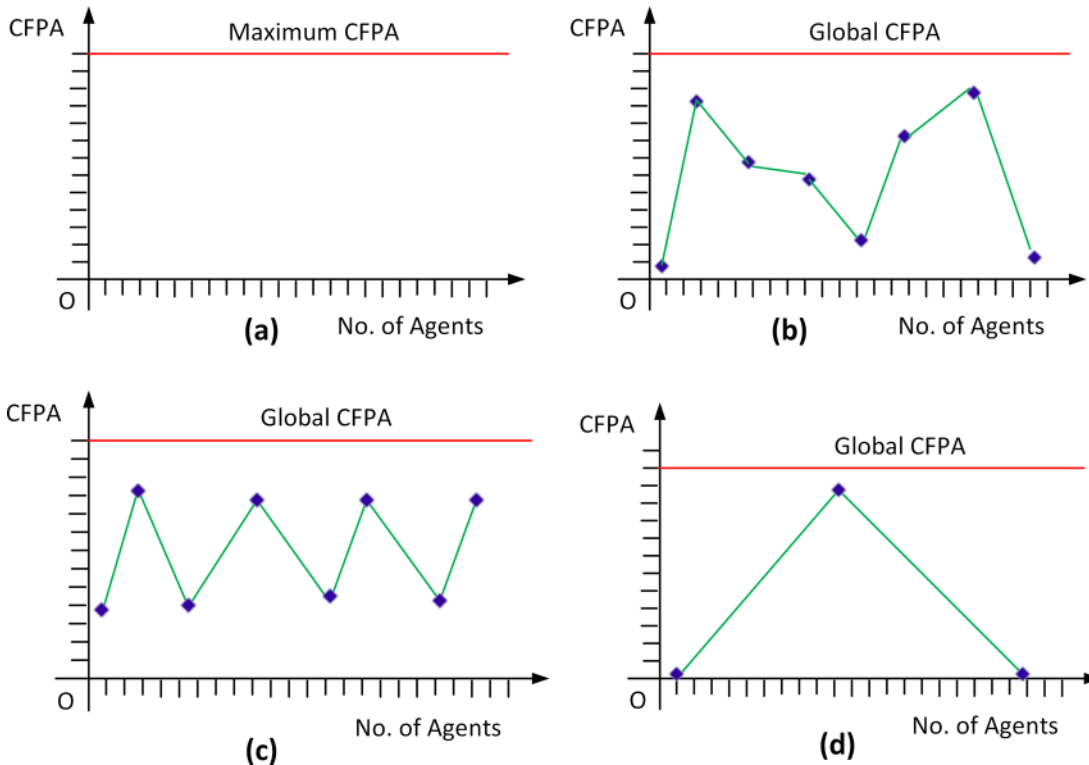 CFPA
Maximum CFPA
O
No. of Agents
(a)
CFPA
Global CFPA
O
No. of Agents
(b)
CFPA
Global CFPA
O
No. of Agents
(c)
CFPA
Global CFPA
O
No. of Agents
(d)